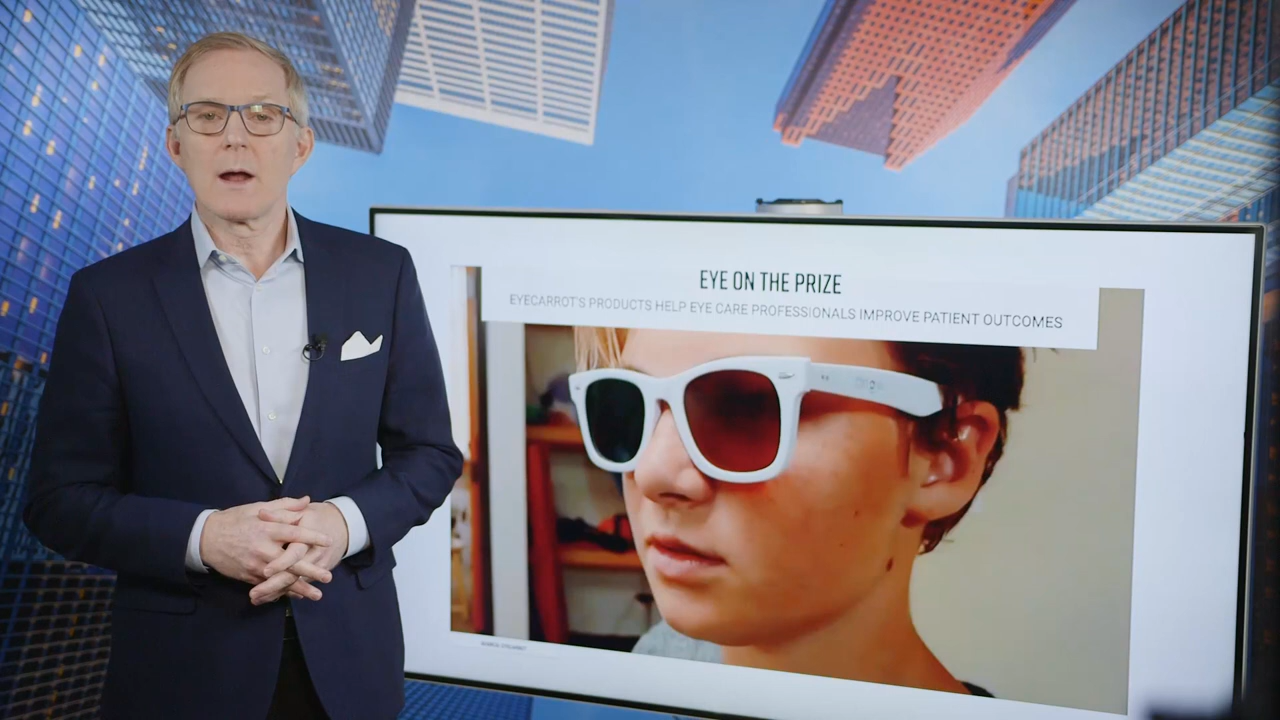 EYE ON THE PRIZE
EYECARROT'S PRODUCTS HELP EYE CARE PROFESSIONALS IMPROVE PATIENT OUTCOMES